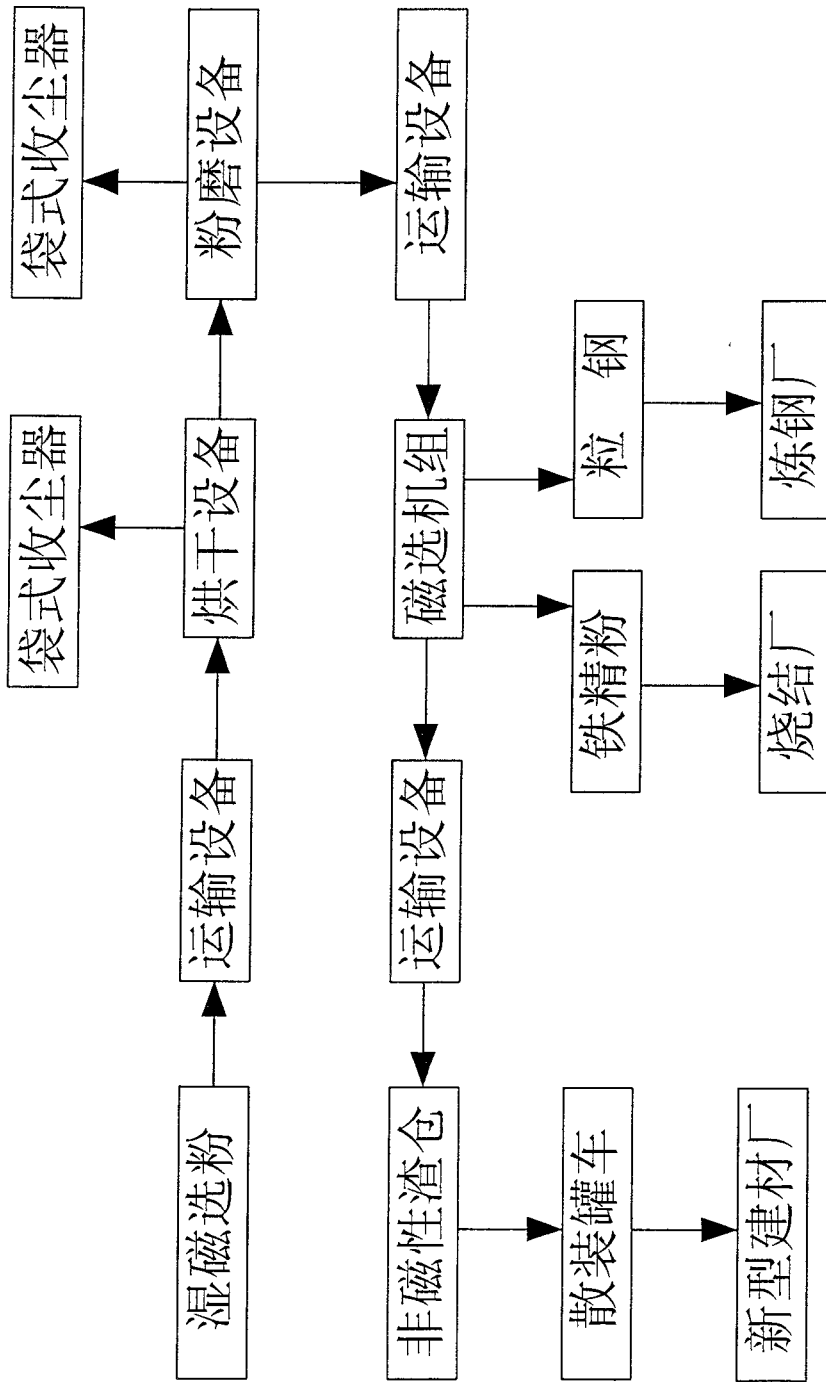 袋式收尘器
袋式收尘器
湿磁选粉
运输设备
烘干设备
粉磨设备
非磁性渣仓
运输设备
磁选机组
运输设备
散装罐车
铁精粉
粒 钢
新型建材厂
烧结厂
炼钢厂